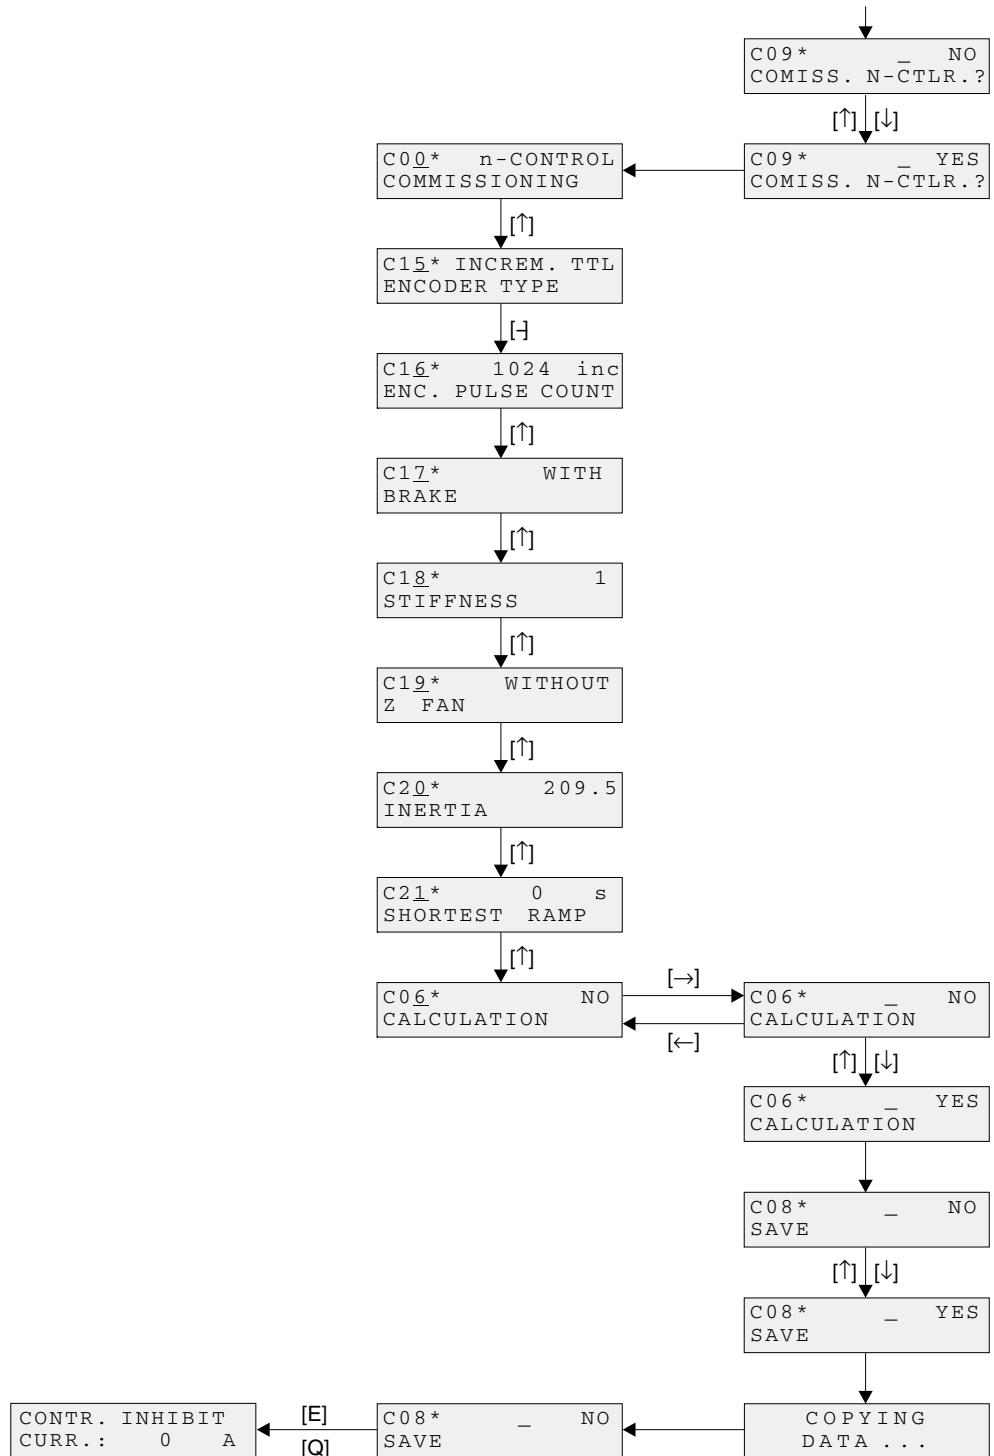 C09* _ NO
COMISS. N-CTLR.?
[↑] [↓]
C00* n-CONTROL
COMMISSIONING
C09* _ YES
COMISS. N-CTLR.?
[↑]
C15* INCREM. TTL
ENCODER TYPE
[-]
C16* 1024 inc
ENC. PULSE COUNT
[↑]
C17* WITH
BRAKE
[↑]
C18* 1
STIFFNESS
[↑]
C19* WITHOUT
Z FAN
[↑]
C20* 209.5
INERTIA
[↑]
C21* 0 s
SHORTEST RAMP
[↑]
C06* NO
CALCULATION
[→]
[←]
C06* _ NO
CALCULATION
[↑] [↓]
C06* _ YES
CALCULATION
C08* _ NO
SAVE
[↑] [↓]
C08* _ YES
SAVE
CONTR. INHIBIT
CURR.: 0 A
[E]
[Q]
C08* _ NO
SAVE
COPYING
DATA ...